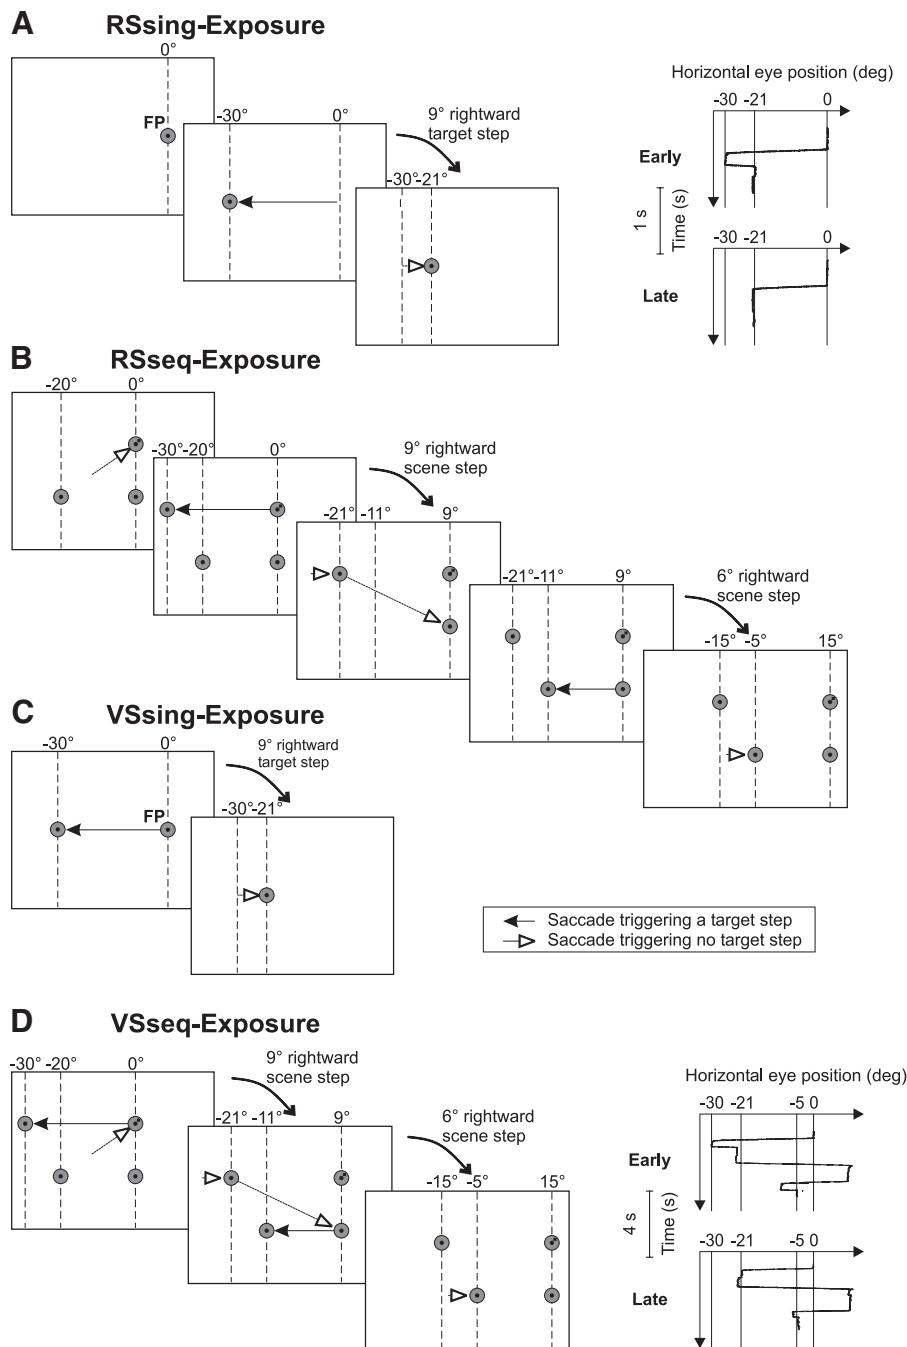 A RSsing-Exposure
0°
FP
-30° 0°
9° rightward
target step
-30° -21°
Horizontal eye position (deg)
-30 -21 0
Early
1 s
Time (s)
-30 -21 0
Late
B RSseq-Exposure
-20° 0°
-30° -20° 0°
9° rightward
scene step
-21° -11° 9°
-21° -11° 9°
6° rightward
scene step
-15° -5° 15°
C VSsing-Exposure
-30° 0°
FP
9° rightward
target step
-30° -21°
Saccade triggering a target step
Saccade triggering no target step
D VSseq-Exposure
-30° -20° 0°
9° rightward
scene step
-21° -11° 9°
6° rightward
scene step
-15° -5° 15°
Horizontal eye position (deg)
-30 -21 -5 0
Early
4 s
Time (s)
-30 -21 -5 0
Late